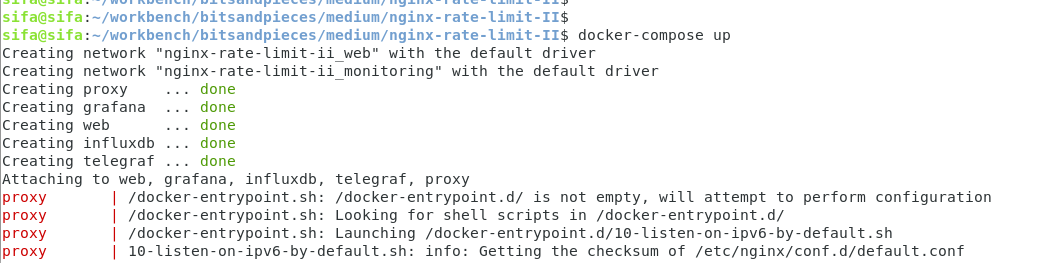 sifa@sifa:~/workbench/bitsandpieces/medium/nginx-rate-limit-II$
sifa@sifa:~/workbench/bitsandpieces/medium/nginx-rate-limit-II$
sifa@sifa:~/workbench/bitsandpieces/medium/nginx-rate-limit-II$ docker-compose up
Creating network "nginx-rate-limit-ii_web" with the default driver
Creating network "nginx-rate-limit-ii_monitoring" with the default driver
Creating proxy    ... done
Creating grafana  ... done
Creating web      ... done
Creating influxdb ... done
Creating telegraf ... done
Attaching to web, grafana, influxdb, telegraf, proxy
proxy       | /docker-entrypoint.sh: /docker-entrypoint.d/ is not empty, will attempt to perform configuration
proxy       | /docker-entrypoint.sh: Looking for shell scripts in /docker-entrypoint.d/
proxy       | /docker-entrypoint.sh: Launching /docker-entrypoint.d/10-listen-on-ipv6-by-default.sh
proxy       | 10-listen-on-ipv6-by-default.sh: info: Getting the checksum of /etc/nginx/conf.d/default.conf